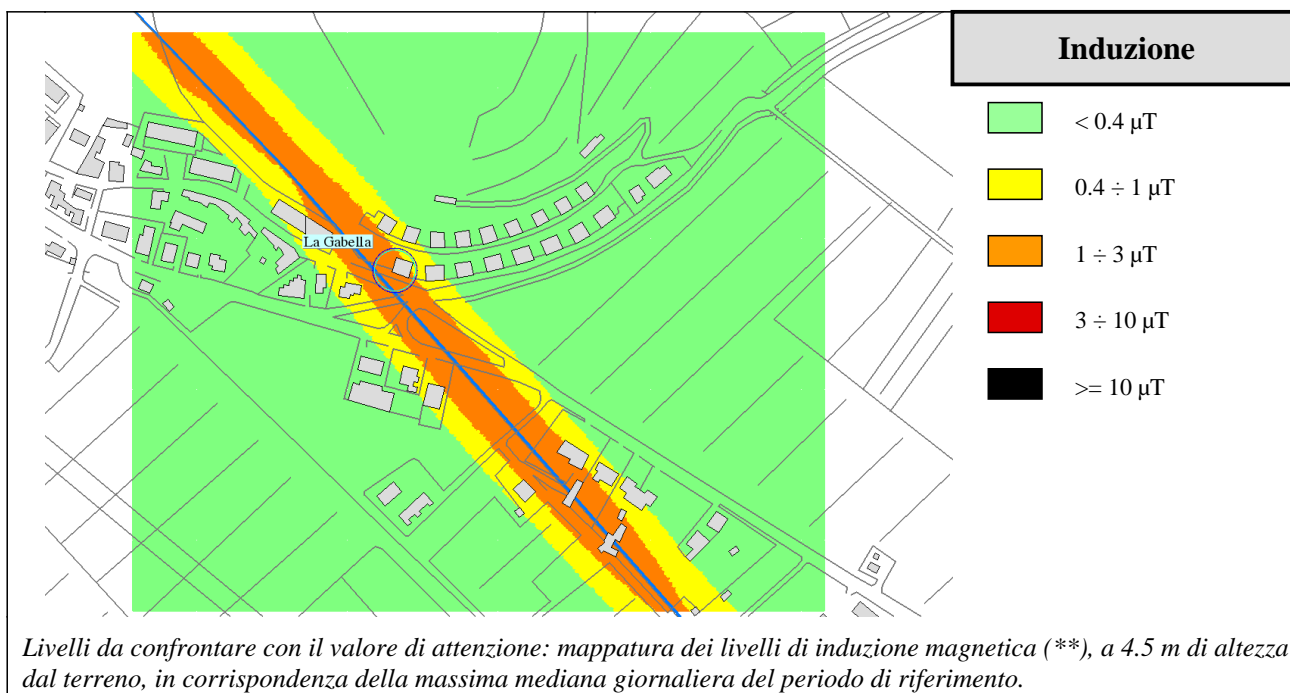 Induzione
< 0.4 µT
0.4 ÷ 1 µT
1 ÷ 3 µT
3 ÷ 10 µT
>= 10 µT
La Gabella
Livelli da confrontare con il valore di attenzione: mappatura dei livelli di induzione magnetica (**), a 4.5 m di altezza
dal terreno, in corrispondenza della massima mediana giornaliera del periodo di riferimento.